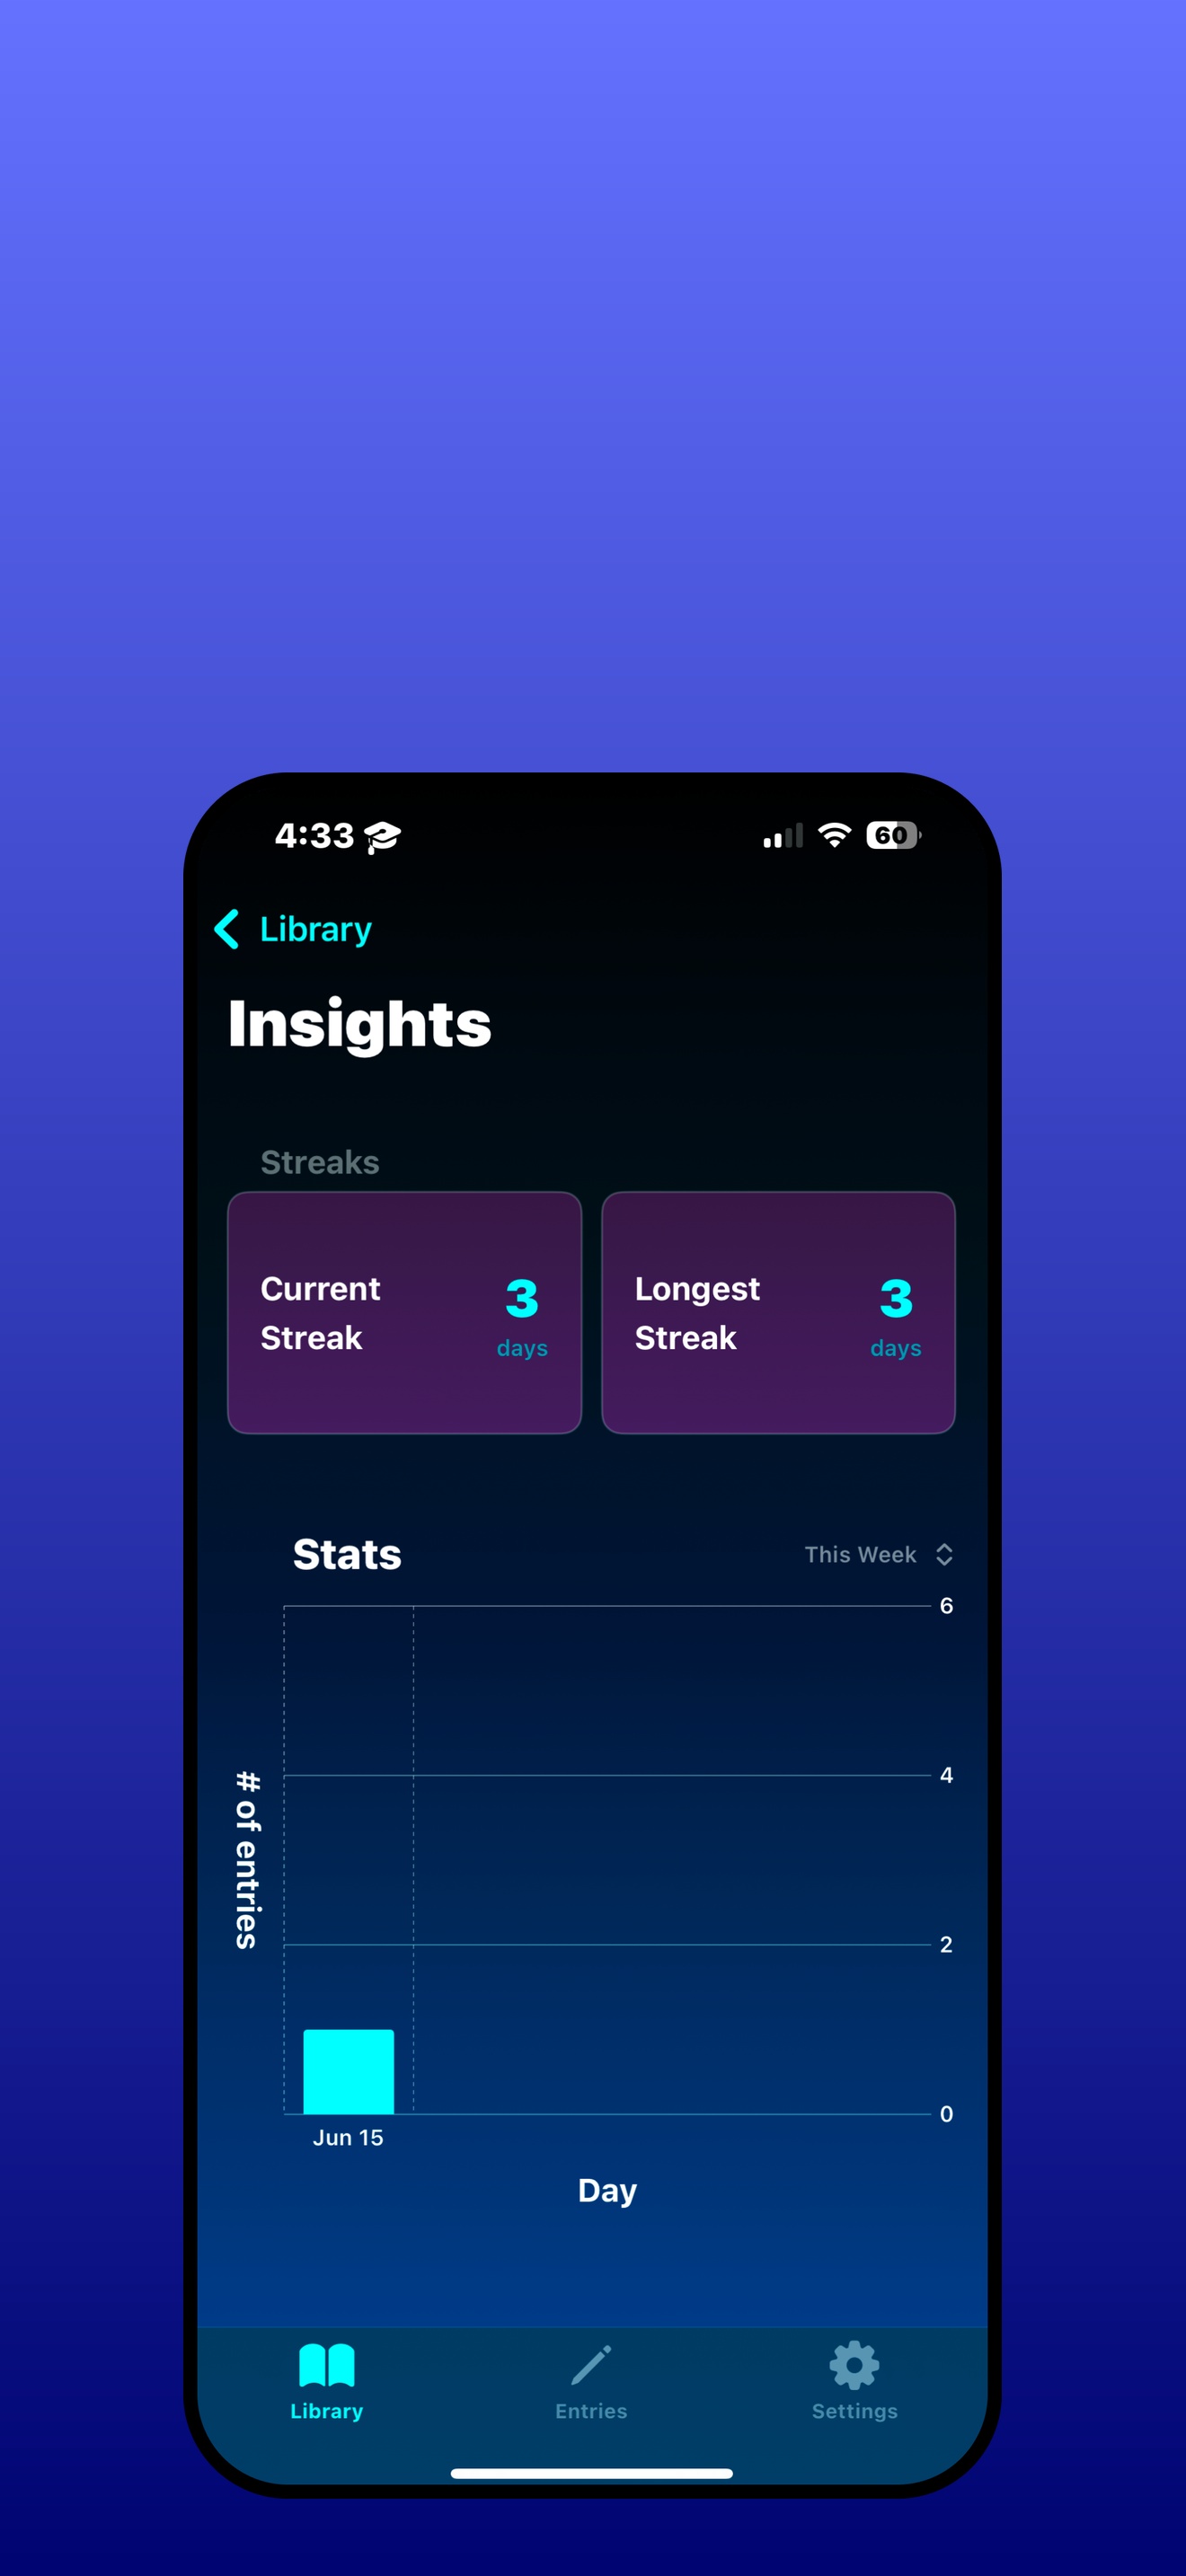 4:33
60
Library
Insights
Streaks
Current
Streak
3
days
Longest
Streak
3
days
Stats
This Week
6
4
2
0
# of entries
Jun 15
Day
Library
Entries
Settings